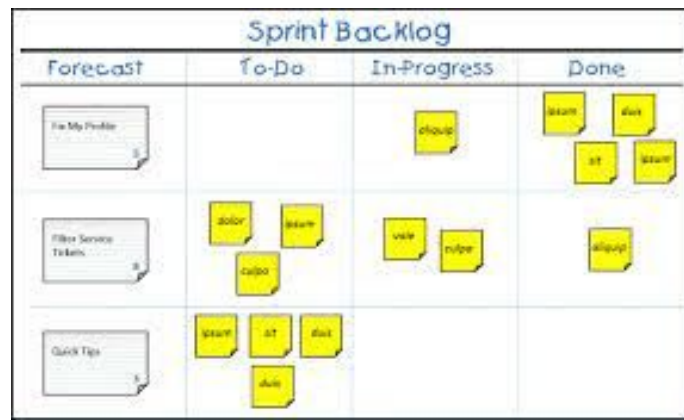 Sprint Backlog
Forecast To-Do In-Progress Done
Fix My Profile
aliquip
ipsum duis
sit ipsum
Filter Service
Tickets
8
dolor ipsum
culpa
vele culpa
aliquip
Quick Tips
ipsum sit duis
duis